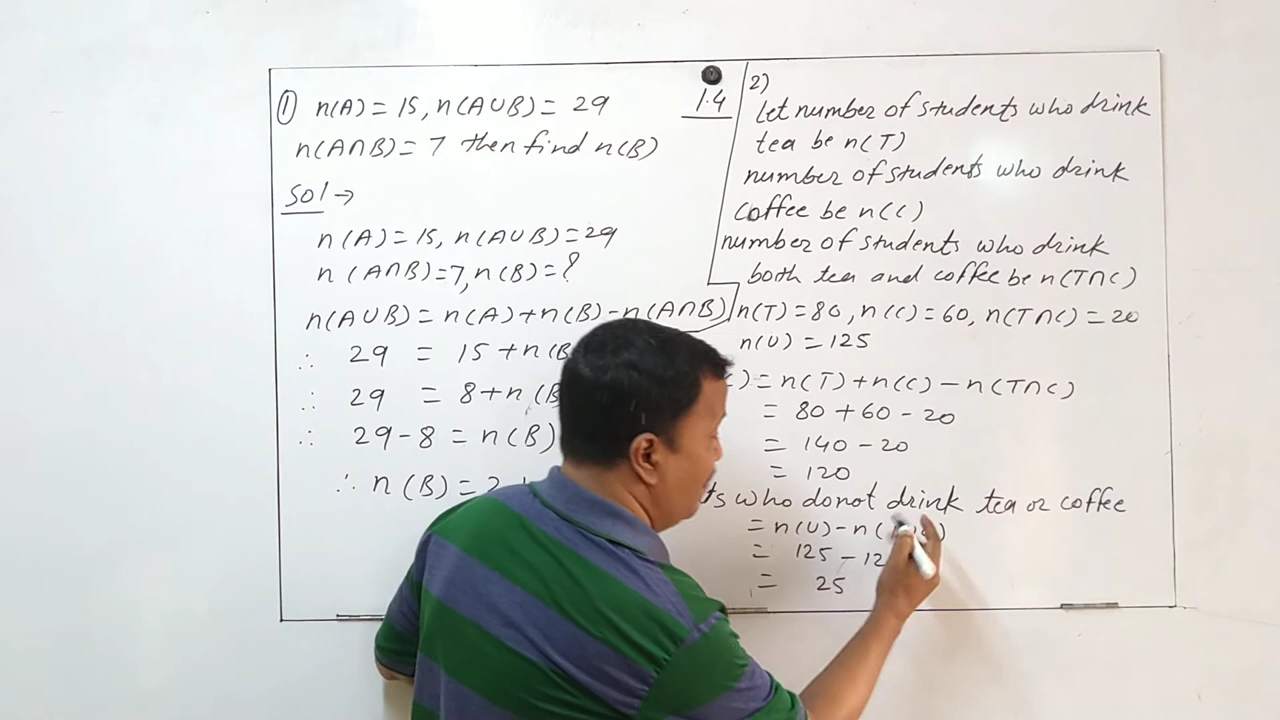 ① n(A) = 15, n(A∪B) = 29
n(A∩B) = 7 then find n(B)
Sol →
n(A) = 15, n(A∪B) = 29
n(A∩B) = 7, n(B) = ?
n(A∪B) = n(A) + n(B) - n(A∩B)
∴ 29 = 15 + n(B
∴ 29 = 8 + n(B
∴ 29 - 8 = n(B)
∴ n(B) = 2
1.4
2)
Let number of students who drink
tea be n(T)
number of students who drink
coffee be n(C)
number of students who drink
both tea and coffee be n(T∩C)
n(T) = 80, n(C) = 60, n(T∩C) = 20
n(U) = 125
) = n(T) + n(C) - n(T∩C)
= 80 + 60 - 20
= 140 - 20
= 120
ts who donot drink tea or coffee
= n(U) - n(
= 125 - 12
= 25